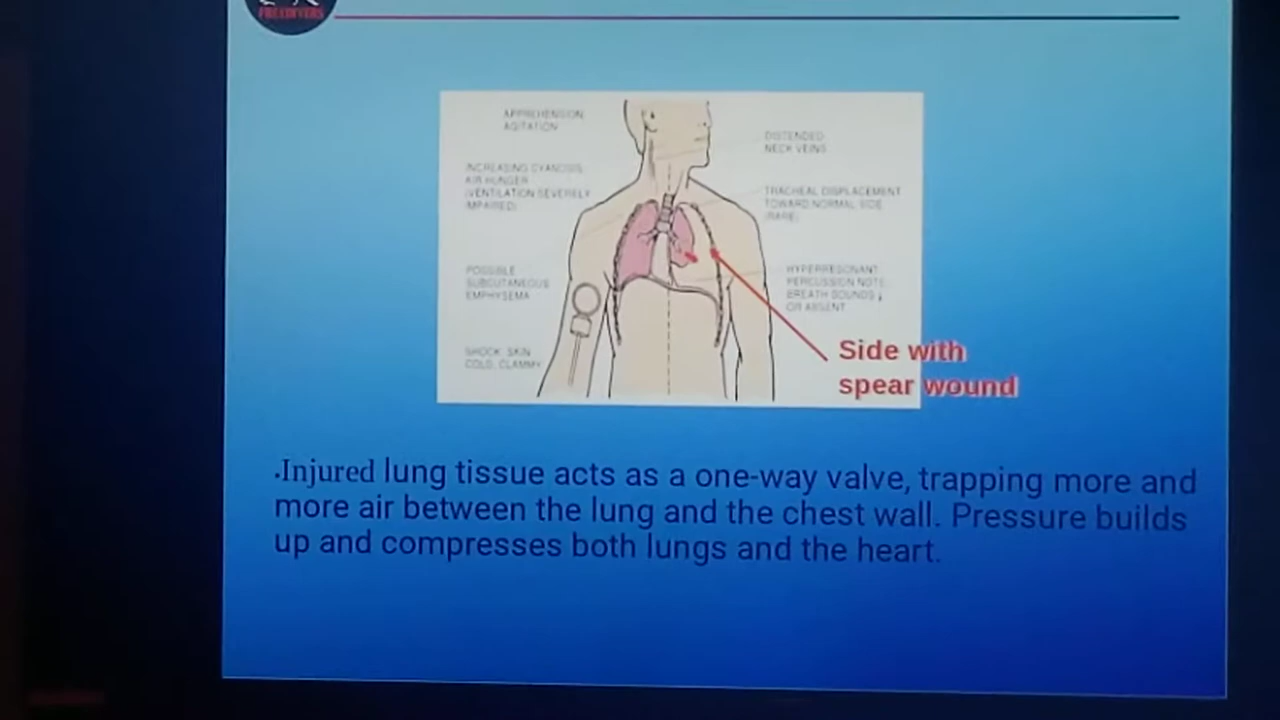 FREEDIVERS
APPREHENSION,
AGITATION
DISTENDED
NECK VEINS
INCREASING CYANOSIS:
AIR HUNGER
(VENTILATION SEVERELY
IMPAIRED)
TRACHEAL DISPLACEMENT
TOWARD NORMAL SIDE
(RARE)
POSSIBLE
SUBCUTANEOUS
EMPHYSEMA
HYPERRESONANT
PERCUSSION NOTE;
BREATH SOUNDS ↓
OR ABSENT
SHOCK; SKIN
COLD, CLAMMY
Side with
spear wound
.Injured lung tissue acts as a one-way valve, trapping more and
more air between the lung and the chest wall. Pressure builds
up and compresses both lungs and the heart.